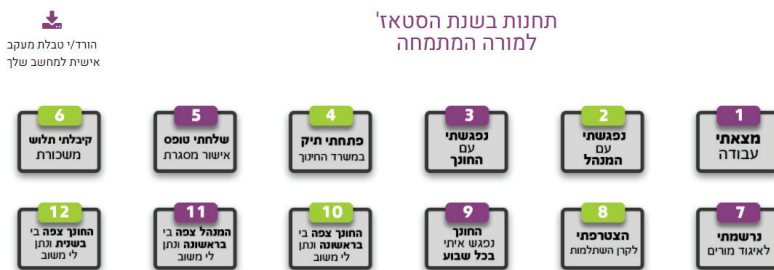 תחנות בשנת הסטאז'
למורה המתמחה
הורד/י טבלת מעקב
אישית למחשב שלך
1
מצאתי
עבודה
2
נפגשתי
עם
המנהל
3
נפגשתי
עם
החונך
4
פתחתי תיק
במשרד החינוך
5
שלחתי טופס
אישור מסגרת
6
קיבלתי תלוש
משכורת
7
נרשמתי
לאיגוד מורים
8
הצטרפתי
לקרן השתלמות
9
החונך
נפגש איתי
בכל שבוע
10
החונך צפה בי
בראשונה ונתן
לי משוב
11
המנהל צפה בי
בראשונה ונתן
לי משוב
12
החונך צפה בי
בשנית ונתן
לי משוב